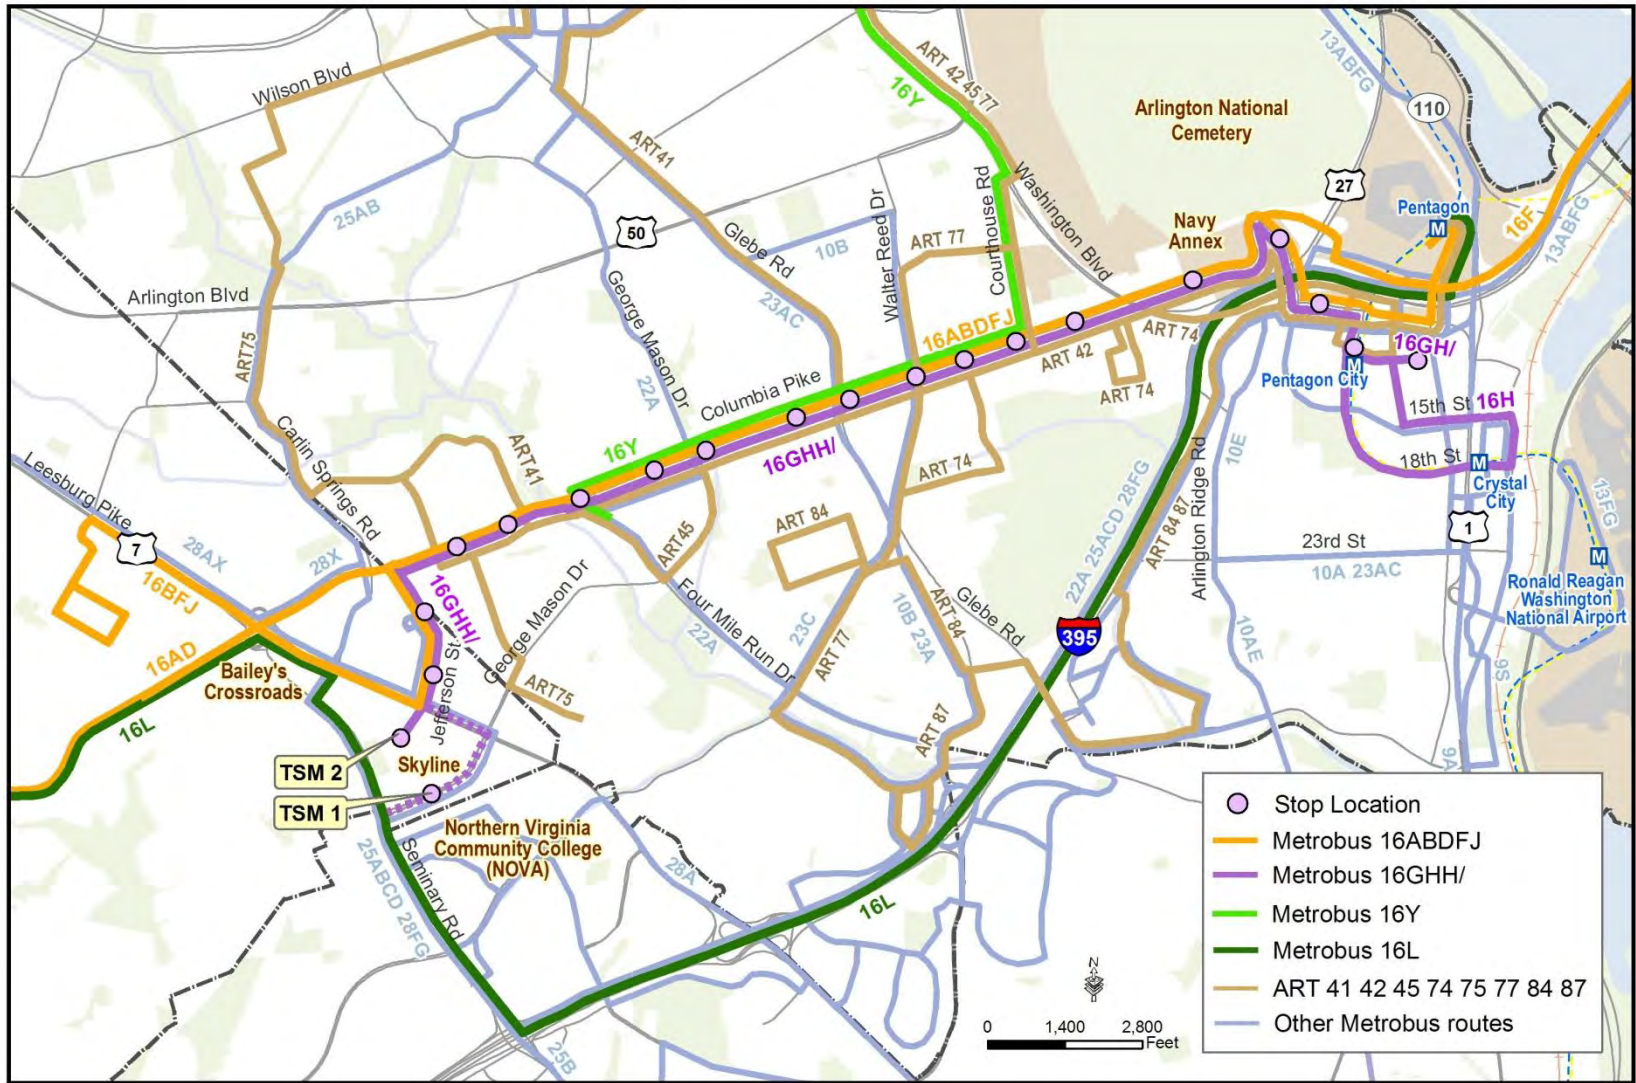 Wilson Blvd
ART41
25AB
50
16Y
ART 42 45 77
Arlington National
Cemetery
13ABFG
110
27
Pentagon
M
Navy
Annex
16F
13ABFG
Washington Blvd
Courthouse Rd
Walter Reed Dr
ART 77
10B
Glebe Rd
23AC
George Mason Dr
22A
Arlington Blvd
ART75
16ABDFJ
Columbia Pike
16Y
16GHH/
ART 42
ART 74
ART 74
ART 74
16GH/
M
Pentagon City
15th St
16H
18th St
M
Crystal
City
13FG
1
23rd St
10A 23AC
M
Ronald Reagan
Washington
National Airport
10E
10AE
9S
9A
Arlington Ridge Rd
ART 84 87
22A 25ACD 28FG
395
Carlin Springs Rd
ART41
Leesburg Pike
7
28AX
28X
16BFJ
16AD
16GHH/
Bailey's
Crossroads
16L
Jefferson St
George Mason Dr
ART75
ART45
ART 84
Four Mile Run Dr
22A
23C
ART 77
10B 23A
ART 84
Glebe Rd
ART 87
TSM 2
Skyline
TSM 1
Northern Virginia
Community College
(NOVA)
28A
Seminary Rd
25ABCD 28FG
16L
25B
N
0 1,400 2,800
Feet
Stop Location
Metrobus 16ABDFJ
Metrobus 16GHH/
Metrobus 16Y
Metrobus 16L
ART 41 42 45 74 75 77 84 87
Other Metrobus routes